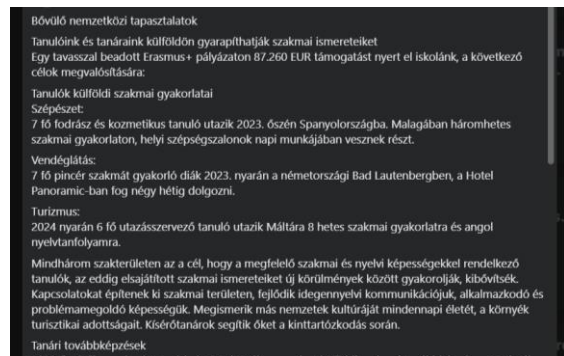 Bővülő nemzetközi tapasztalatok
Tanulóink és tanáraink külföldön gyarapíthatják szakmai ismereteiket
Egy tavasszal beadott Erasmus+ pályázaton 87.260 EUR támogatást nyert el iskolánk, a következő
célok megvalósítására:
Tanulók külföldi szakmai gyakorlatai
Szépészet:
7 fő fodrász és kozmetikus tanuló utazik 2023. őszén Spanyolországba. Malagában háromhetes
szakmai gyakorlaton, helyi szépségszalonok napi munkájában vesznek részt.
Vendéglátás:
7 fő pincér szakmát gyakorló diák 2023. nyarán a németországi Bad Lautenbergben, a Hotel
Panoramic-ban fog négy hétig dolgozni.
Turizmus:
2024 nyarán 6 fő utazásszervező tanuló utazik Máltára 8 hetes szakmai gyakorlatra és angol
nyelvtanfolyamra.
Mindhárom szakterületen az a cél, hogy a megfelelő szakmai és nyelvi képességekkel rendelkező
tanulók, az eddig elsajátított szakmai ismereteiket új körülmények között gyakorolják, kibővítsék.
Kapcsolatokat építenek ki szakmai területen, fejlődik idegennyelvi kommunikációjuk, alkalmazkodó és
problémamegoldó képességük. Megismerik más nemzetek kultúráját mindennapi életét, a környék
turisztikai adottságait. Kísérőtanárok segítik őket a kinttartózkodás során.
Tanári továbbképzések